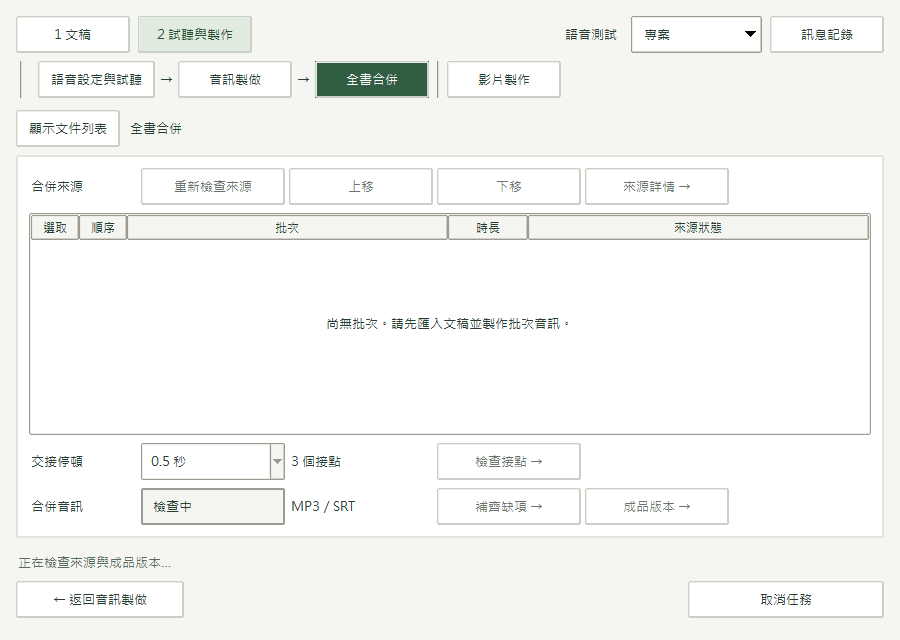 1 文稿 2 試聽與製作 語音測試 專案 訊息記錄
語音設定與試聽 → 音訊製做 → 全書合併 影片製作
顯示文件列表 全書合併
合併來源 重新檢查來源 上移 下移 來源詳情 →
選取 順序 批次 時長 來源狀態
尚無批次。請先匯入文稿並製作批次音訊。
交接停頓 0.5 秒 3 個接點 檢查接點 →
合併音訊 檢查中 MP3 / SRT 補齊缺項 → 成品版本 →
正在檢查來源與成品版本...
← 返回音訊製做 取消任務